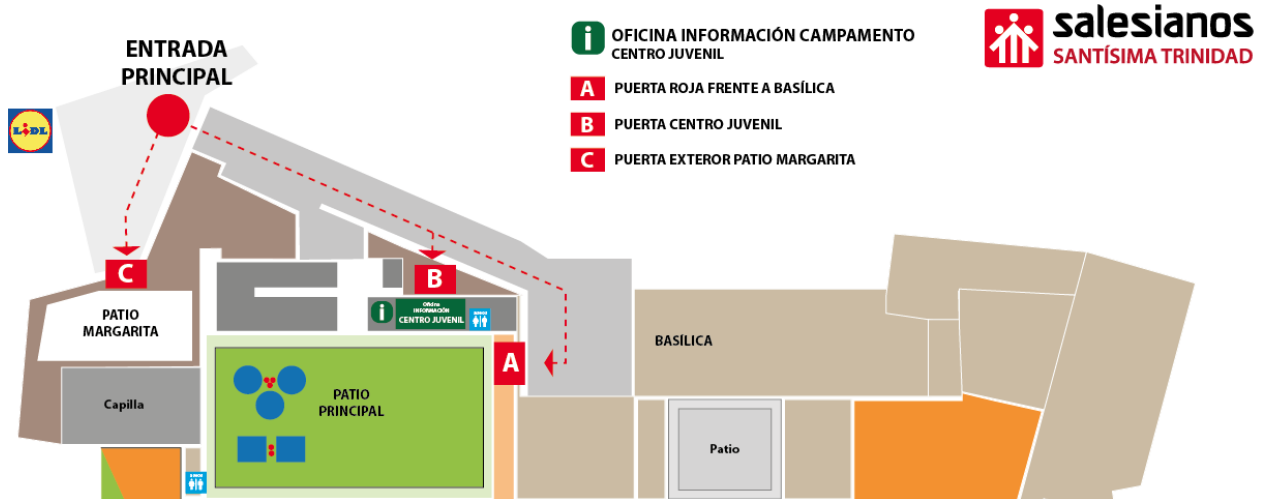 ENTRADA
PRINCIPAL
LiDL
i OFICINA INFORMACIÓN CAMPAMENTO
CENTRO JUVENIL
A PUERTA ROJA FRENTE A BASÍLICA
B PUERTA CENTRO JUVENIL
C PUERTA EXTEROR PATIO MARGARITA
salesianos
SANTÍSIMA TRINIDAD
C
B
PATIO
MARGARITA
i
Oficina
INFORMACIÓN
CENTRO JUVENIL
BASÍLICA
A
PATIO
PRINCIPAL
Capilla
Patio